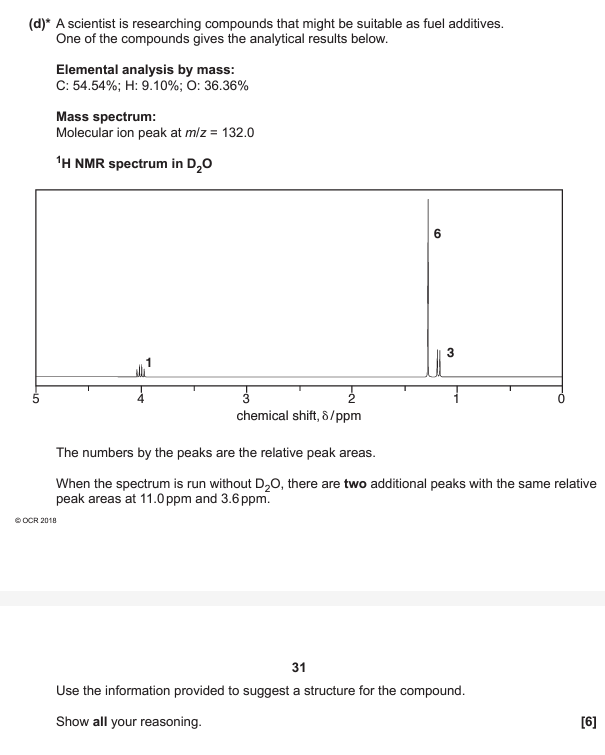 (d)* A scientist is researching compounds that might be suitable as fuel additives.
One of the compounds gives the analytical results below.
Elemental analysis by mass:
C: 54.54%; H: 9.10%; O: 36.36%
Mass spectrum:
Molecular ion peak at m/z = 132.0
¹H NMR spectrum in D₂O
6
3
1
5 4 3 2 1 0
chemical shift, δ/ppm
The numbers by the peaks are the relative peak areas.
When the spectrum is run without D₂O, there are two additional peaks with the same relative
peak areas at 11.0 ppm and 3.6 ppm.
© OCR 2018
31
Use the information provided to suggest a structure for the compound.
Show all your reasoning. [6]